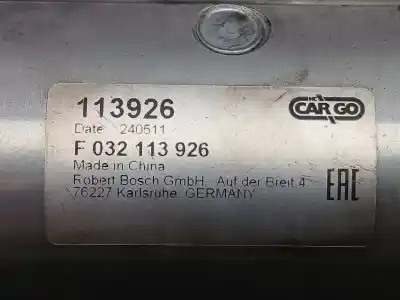 113926
CARGO
Date 240511
F 032 113 926
Made in China
Robert Bosch GmbH, Auf der Breit 4
76227 Karlsruhe, GERMANY
EAC